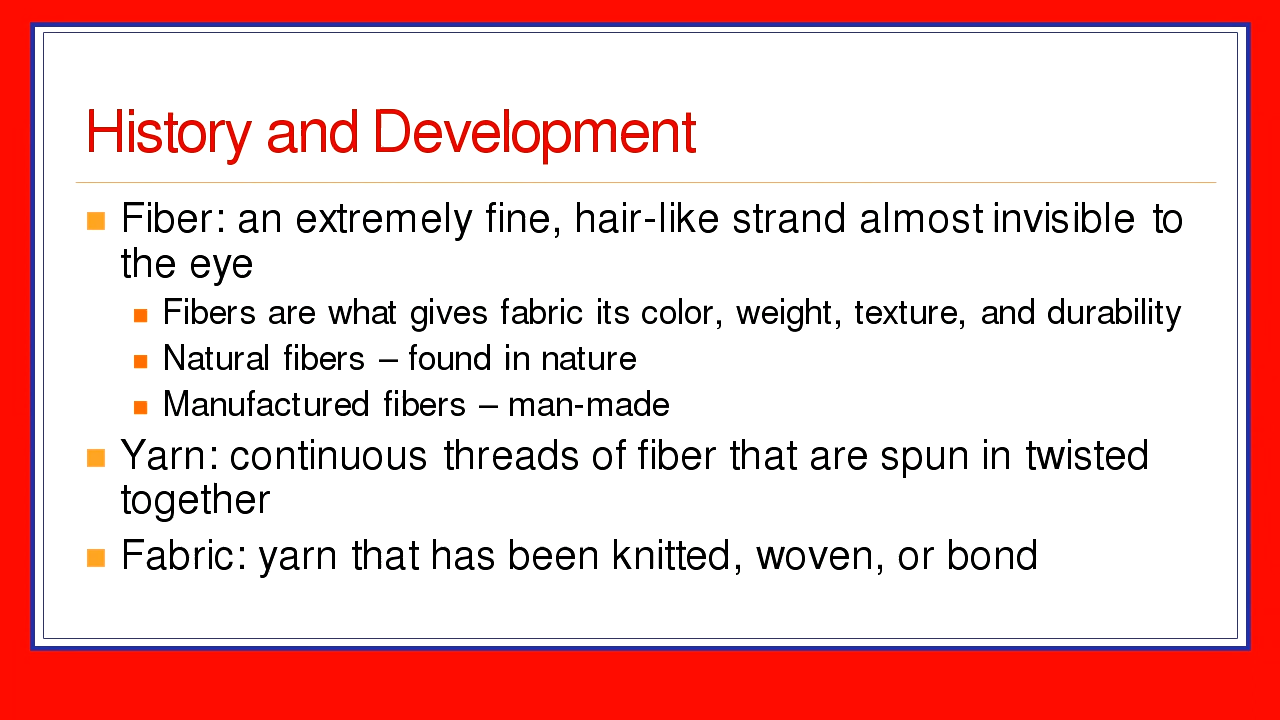 History and Development
Fiber: an extremely fine, hair-like strand almost invisible to
the eye
Fibers are what gives fabric its color, weight, texture, and durability
Natural fibers – found in nature
Manufactured fibers – man-made
Yarn: continuous threads of fiber that are spun in twisted
together
Fabric: yarn that has been knitted, woven, or bond